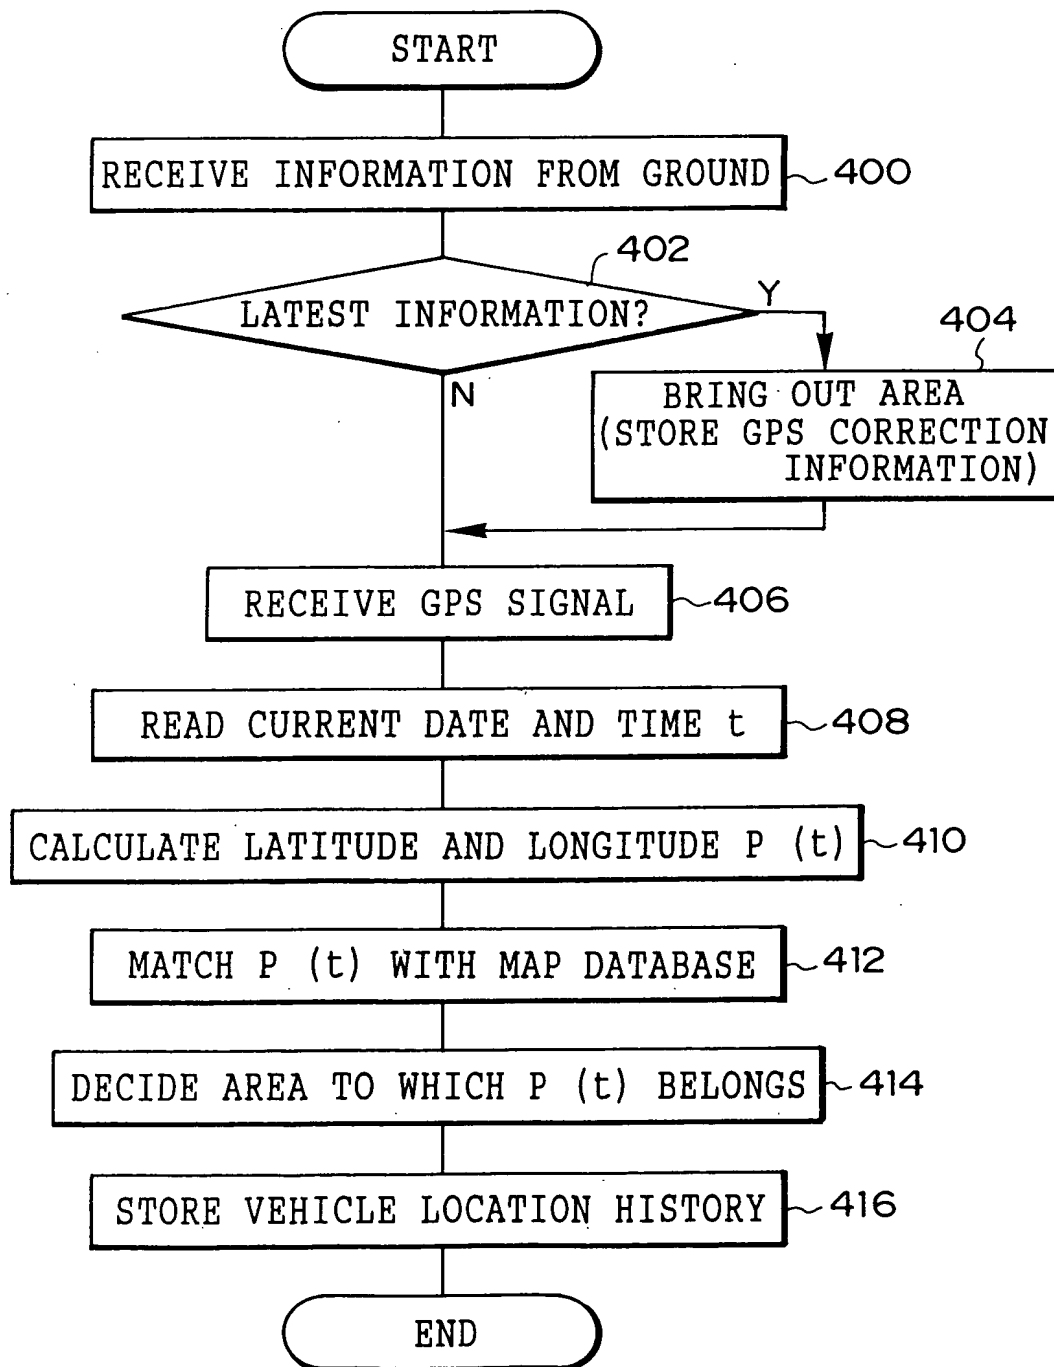 START
RECEIVE INFORMATION FROM GROUND
400
402
LATEST INFORMATION?
Y
N
404
BRING OUT AREA
(STORE GPS CORRECTION
INFORMATION)
RECEIVE GPS SIGNAL
406
READ CURRENT DATE AND TIME t
408
CALCULATE LATITUDE AND LONGITUDE P (t)
410
MATCH P (t) WITH MAP DATABASE
412
DECIDE AREA TO WHICH P (t) BELONGS
414
STORE VEHICLE LOCATION HISTORY
416
END